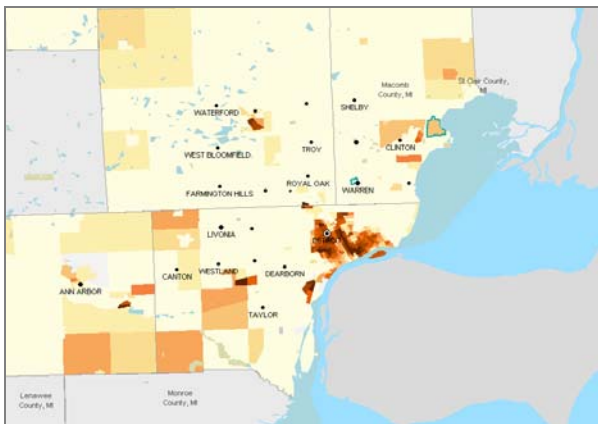 Macomb
County, MI
St Clair County,
MI
WATERFORD
SHELBY
WEST BLOOMFIELD
TROY
CLINTON
FARMINGTON HILLS
ROYAL OAK
WARREN
LIVONIA
DETROIT
CANTON
WESTLAND
DEARBORN
ANN ARBOR
TAYLOR
Lenawee
County, MI
Monroe
County, MI